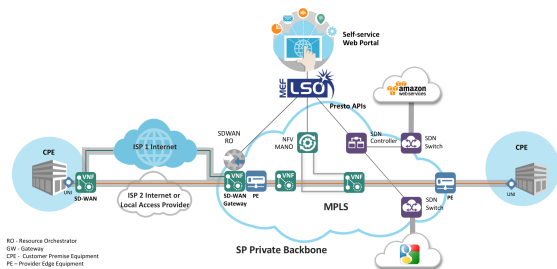 Self-service
Web Portal
MEF
LSO
Presto APIs
amazon
webservices
SDWAN
RO
NFV
MANO
SDN
Controller
SDN
Switch
CPE
ISP 1 Internet
CPE
UNI
VNF
SD-WAN
ISP 2 Internet or
Local Access Provider
VNF
SD-WAN
Gateway
PE
VNF
VNF
MPLS
SDN
Switch
PE
UNI
SP Private Backbone
g
RO - Resource Orchestrator
GW - Gateway
CPE - Customer Premise Equipment
PE – Provider Edge Equipment